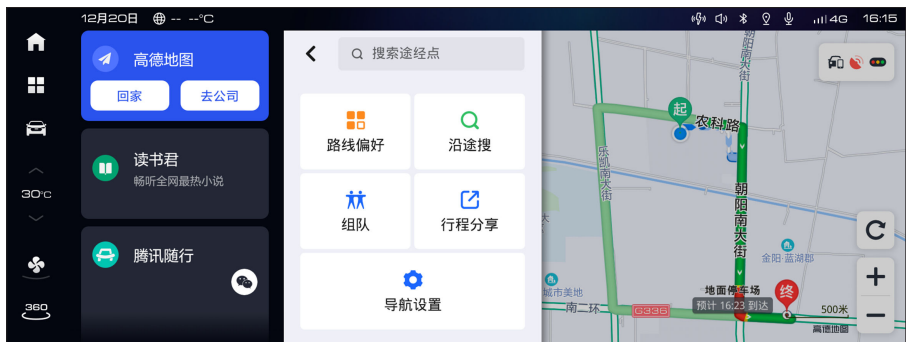 12月20日 -- --°C
4G 16:15
高德地图
回家 去公司
读书君
畅听全网最热小说
腾讯随行
30°C
360
搜索途经点
路线偏好 沿途搜
组队 行程分享
导航设置
朝阳南大街
起
农科路
乐凯南大街
朝阳南大街
金阳·蓝湖郡
大
城市美地
地面停车场
终
预计 16:23 到达
南二环
G336
500米
高德地图